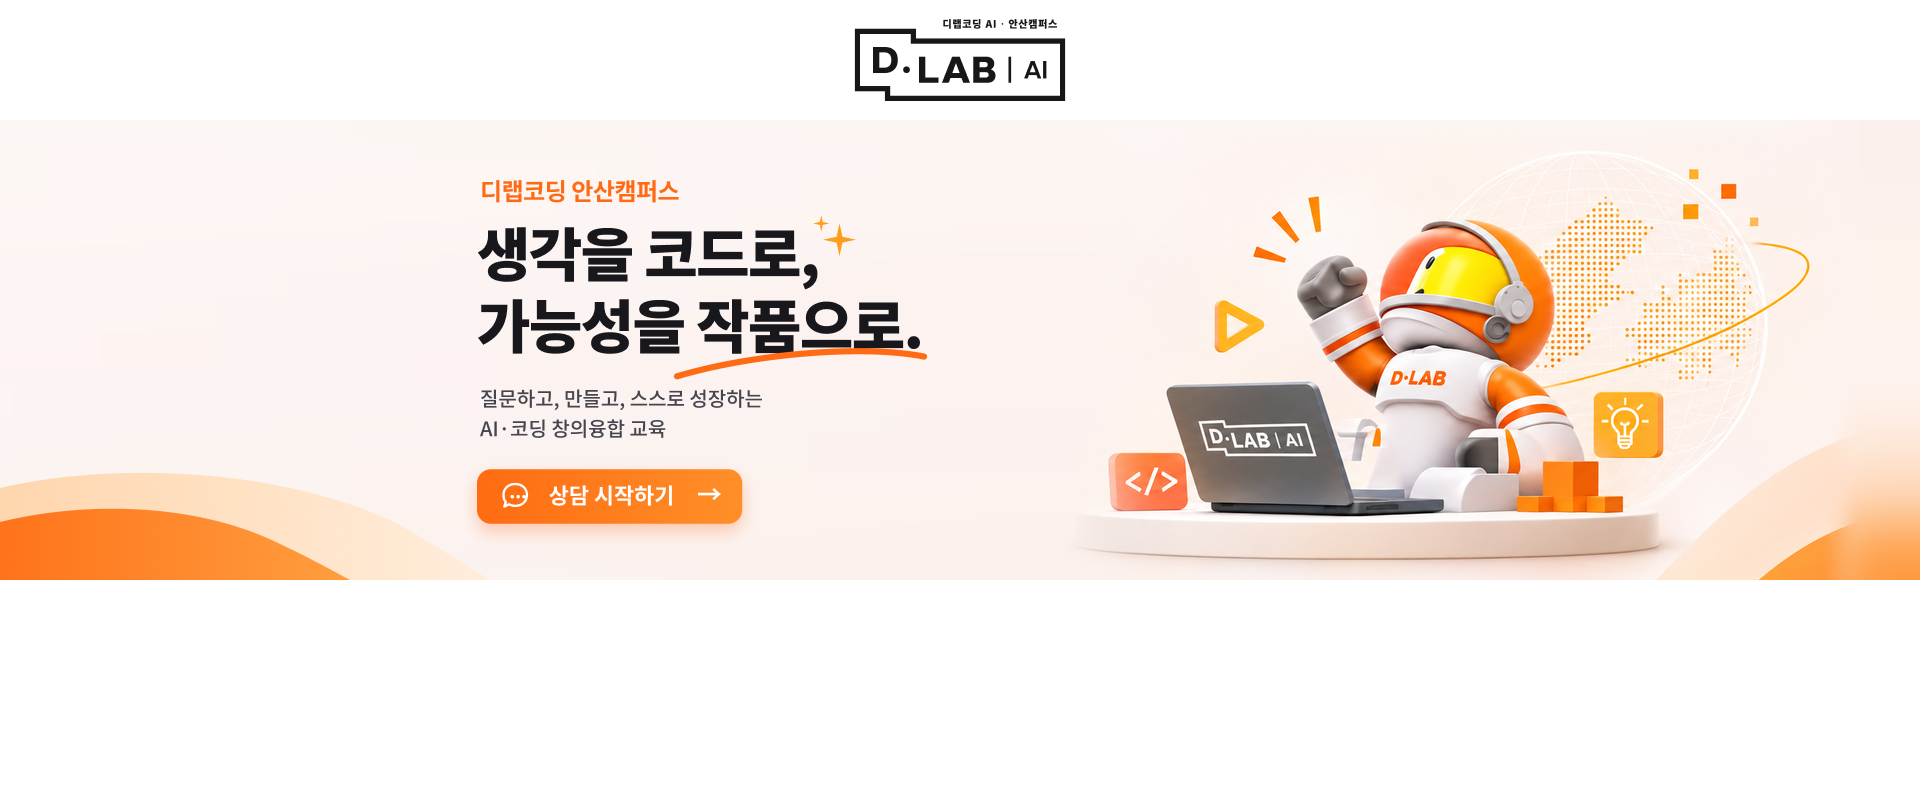 디랩코딩 AI · 안산캠퍼스
D.LAB | AI
디랩코딩 안산캠퍼스
생각을 코드로,
가능성을 작품으로.
질문하고, 만들고, 스스로 성장하는
AI·코딩 창의융합 교육
상담 시작하기 →
D·LAB
D·LAB | AI
</>